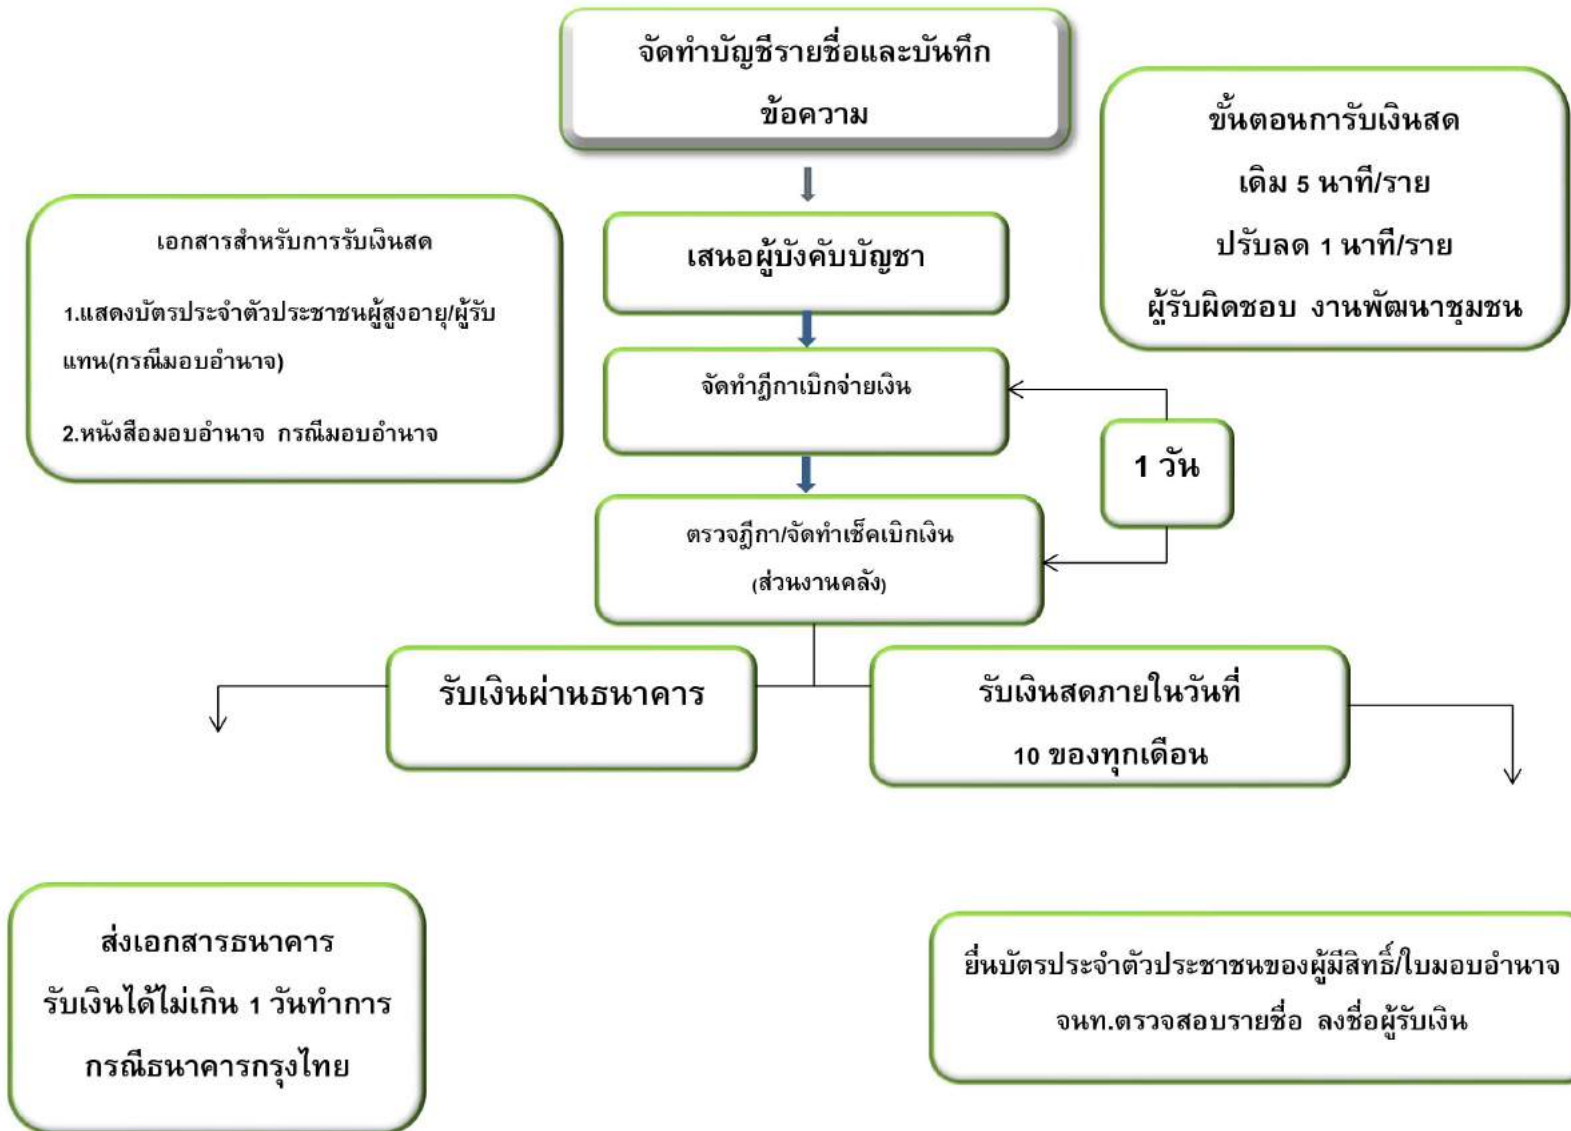 จัดทำบัญชีรายชื่อและบันทึก
ข้อความ
ขั้นตอนการับเงินสด
เดิม 5 นาที/ราย
ปรับลด 1 นาที/ราย
ผู้รับผิดชอบ งานพัฒนาชุมชน
เอกสารสำหรับการรับเงินสด
1.แสดงบัตรประจำตัวประชาชนผู้สูงอายุ/ผู้รับ
แทน(กรณีมอบอำนาจ)
2.หนังสือมอบอำนาจ กรณีมอบอำนาจ
เสนอผู้บังคับบัญชา
จัดทำฎีกาเบิกจ่ายเงิน
1 วัน
ตรวจฎีกา/จัดทำเช็คเบิกเงิน
(ส่วนงานคลัง)
รับเงินผ่านธนาคาร
รับเงินสดภายในวันที่
10 ของทุกเดือน
ส่งเอกสารธนาคาร
รับเงินได้ไม่เกิน 1 วันทำการ
กรณีธนาคารกรุงไทย
ยื่นบัตรประจำตัวประชาชนของผู้มีสิทธิ์/ใบมอบอำนาจ
จนท.ตรวจสอบรายชื่อ ลงชื่อผู้รับเงิน